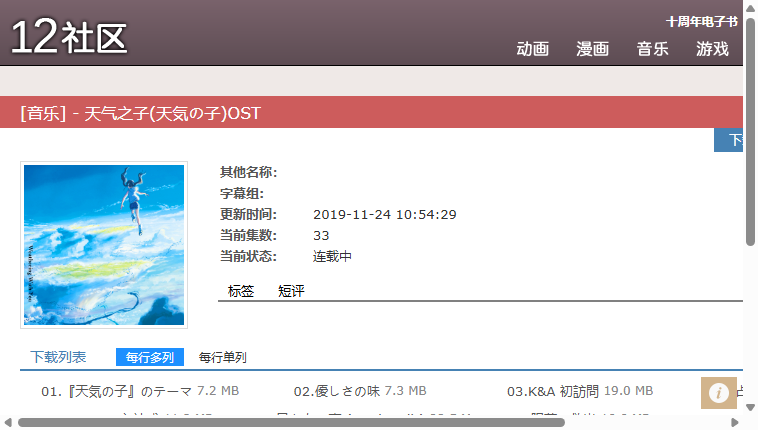 12社区
十周年电子书
动画 漫画 音乐 游戏
[音乐] - 天气之子(天気の子)OST
其他名称:
字幕组:
更新时间: 2019-11-24 10:54:29
当前集数: 33
当前状态: 连载中
标签 短评
下载列表 每行多列 每行单列
01.『天気の子』のテーマ 7.2 MB 02.優しさの味 7.3 MB 03.K&A 初訪問 19.0 MB